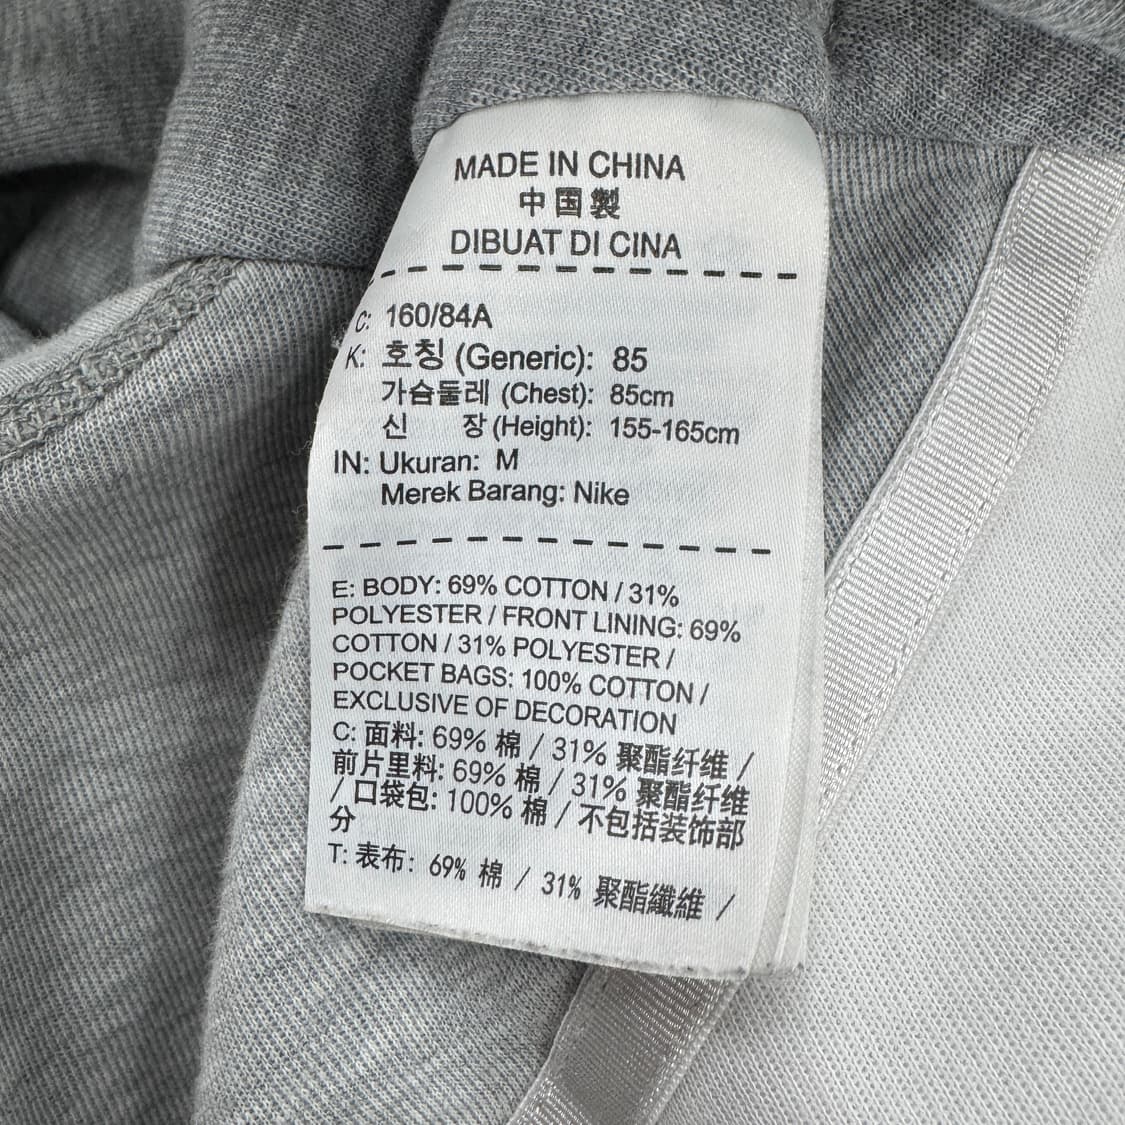 MADE IN CHINA
中国製
DIBUAT DI CINA
C: 160/84A
K: 호칭 (Generic): 85
가슴둘레 (Chest): 85cm
신 장 (Height): 155-165cm
IN: Ukuran: M
Merek Barang: Nike
E: BODY: 69% COTTON / 31%
POLYESTER / FRONT LINING: 69%
COTTON / 31% POLYESTER /
POCKET BAGS: 100% COTTON /
EXCLUSIVE OF DECORATION
C: 面料: 69% 棉 / 31% 聚酯纤维 /
前片里料: 69% 棉 / 31% 聚酯纤维
/ 口袋包: 100% 棉 / 不包括装饰部
分
T: 表布: 69% 棉 / 31% 聚酯纖維 /